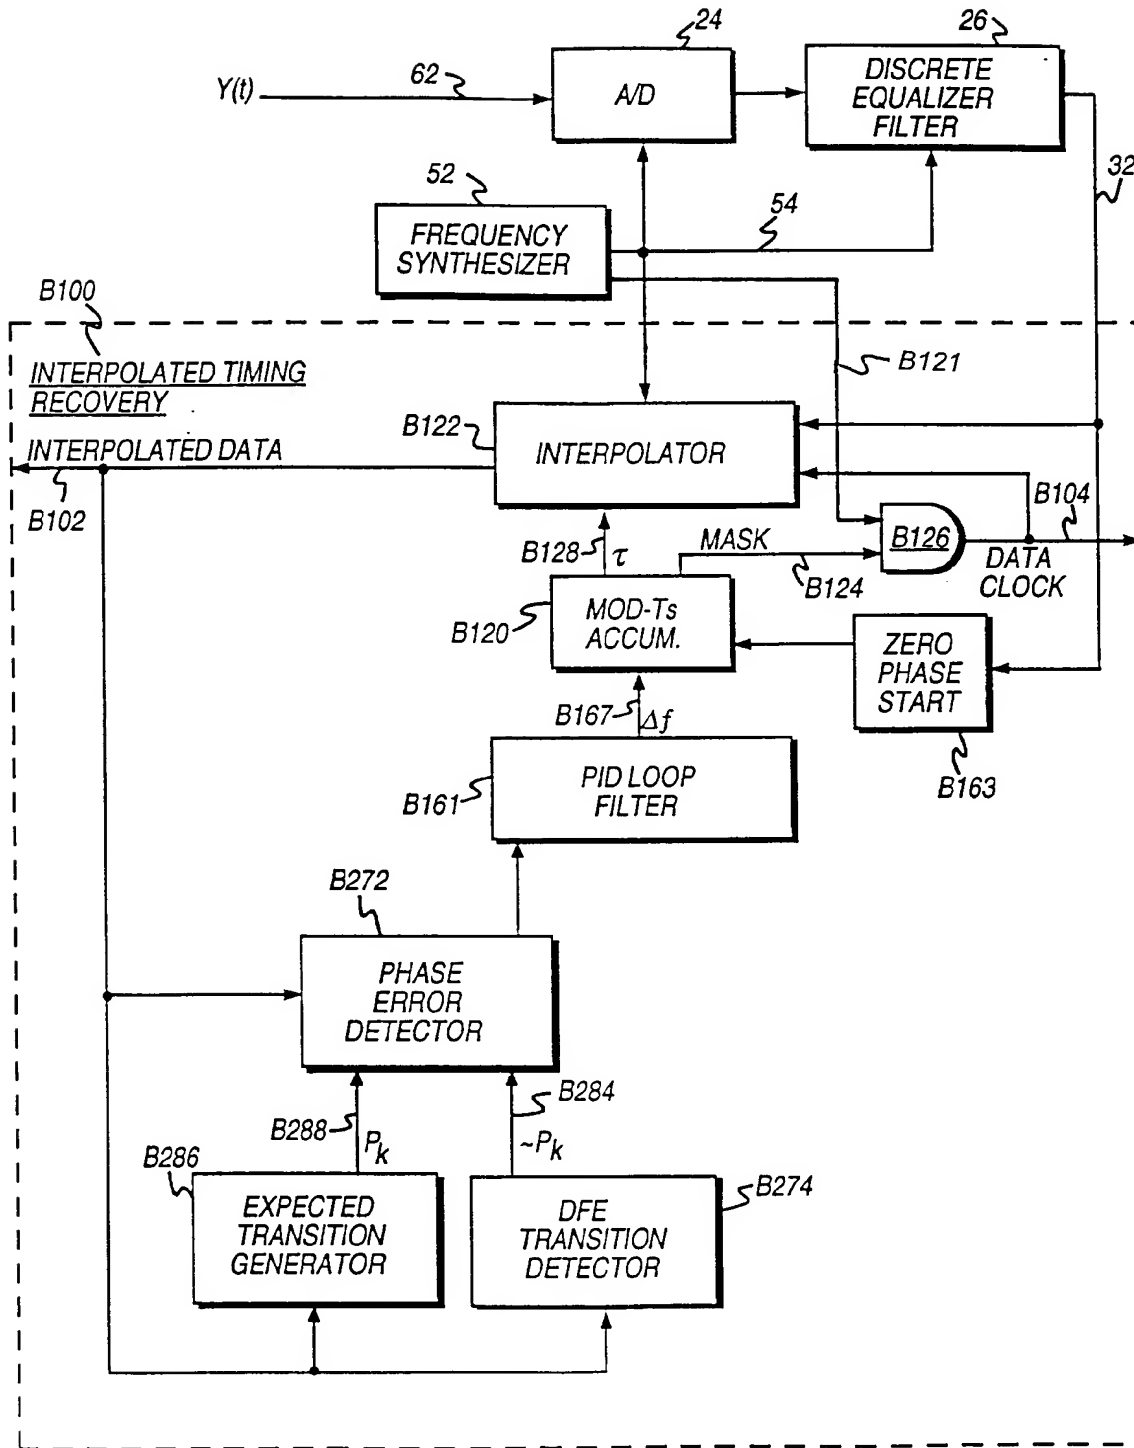 24
26
Y(t)
62
A/D
DISCRETE
EQUALIZER
FILTER
52
54
32
FREQUENCY
SYNTHESIZER
B100
INTERPOLATED TIMING
RECOVERY
B121
B122
INTERPOLATOR
INTERPOLATED DATA
B102
B104
B126
B128
τ
MASK
B124
DATA
CLOCK
B120
MOD-Ts
ACCUM.
ZERO
PHASE
START
B167
Δf
B163
PID LOOP
FILTER
B161
B272
PHASE
ERROR
DETECTOR
B284
B288
Pk
~Pk
B286
B274
EXPECTED
TRANSITION
GENERATOR
DFE
TRANSITION
DETECTOR